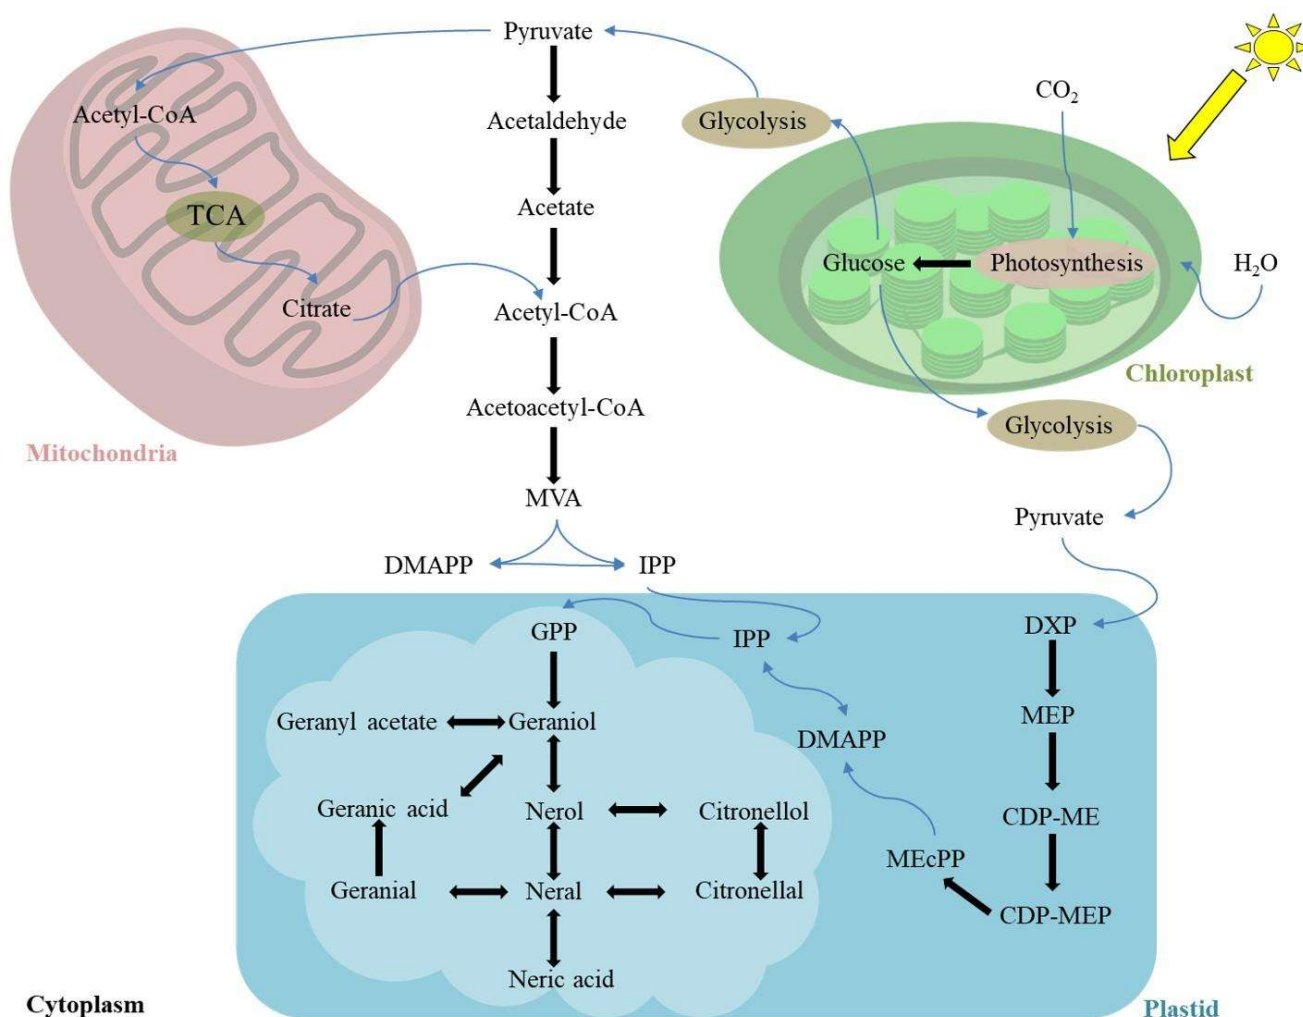 Pyruvate
CO₂
Acetyl-CoA
Acetaldehyde
Glycolysis
TCA
Acetate
Glucose
Photosynthesis
H₂O
Citrate
Acetyl-CoA
Chloroplast
Acetoacetyl-CoA
Glycolysis
Mitochondria
MVA
Pyruvate
DMAPP
IPP
GPP
IPP
DXP
Geranyl acetate
Geraniol
MEP
DMAPP
Geranic acid
Nerol
Citronellol
CDP-ME
MEcPP
Geranial
Neral
Citronellal
CDP-MEP
Neric acid
Cytoplasm
Plastid